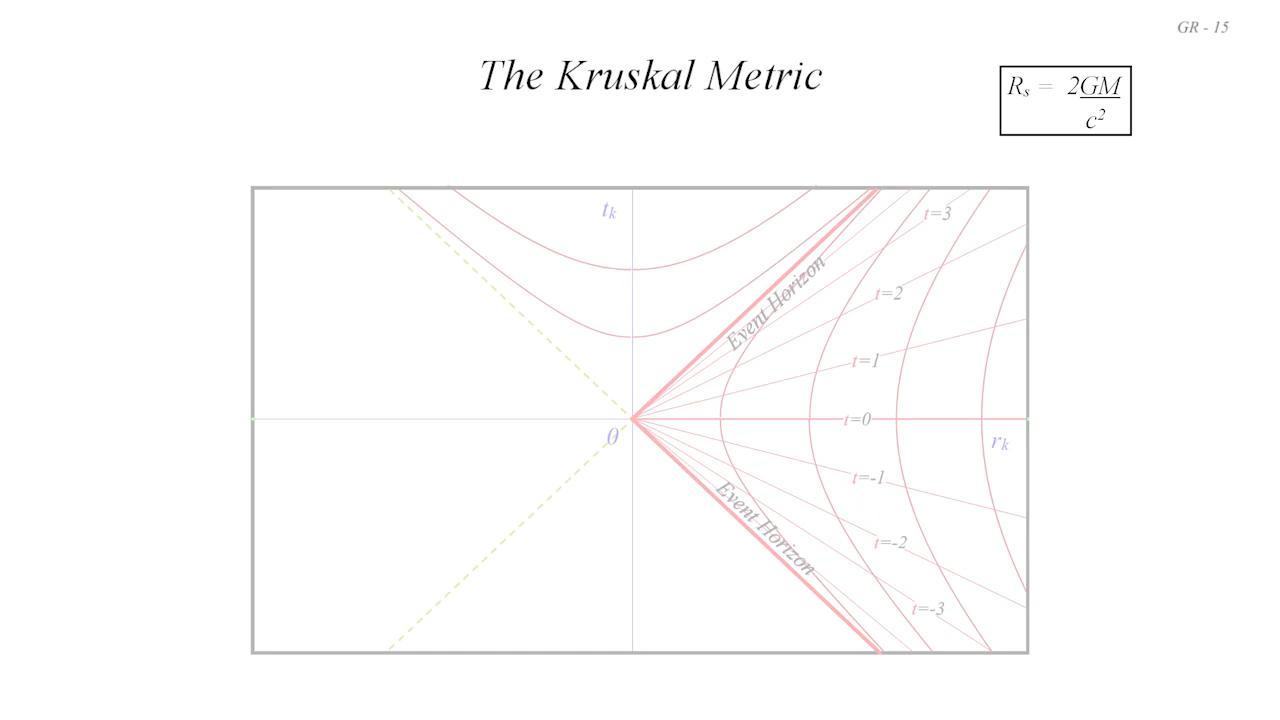 GR - 15
The Kruskal Metric
Rs = 2GM
c²
tk
t=3
Event Horizon
t=2
t=1
t=0
0
rk
t=-1
Event Horizon
t=-2
t=-3